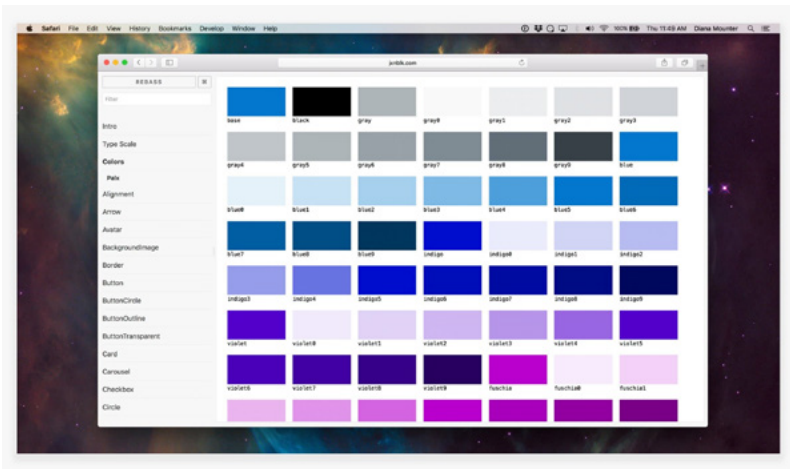 Safari File Edit View History Bookmarks Develop Window Help 100% Thu 11:49 AM Diana Mounter
jxnblk.com
REBASS
Filter
Intro
Type Scale
Colors
Palx
Alignment
Arrow
Avatar
BackgroundImage
Border
Button
ButtonCircle
ButtonOutline
ButtonTransparent
Card
Carousel
Checkbox
Circle
base black gray gray0 gray1 gray2 gray3
gray4 gray5 gray6 gray7 gray8 gray9 blue
blue0 blue1 blue2 blue3 blue4 blue5 blue6
blue7 blue8 blue9 indigo indigo0 indigo1 indigo2
indigo3 indigo4 indigo5 indigo6 indigo7 indigo8 indigo9
violet violet0 violet1 violet2 violet3 violet4 violet5
violet6 violet7 violet8 violet9 fuschia fuschia0 fuschia1